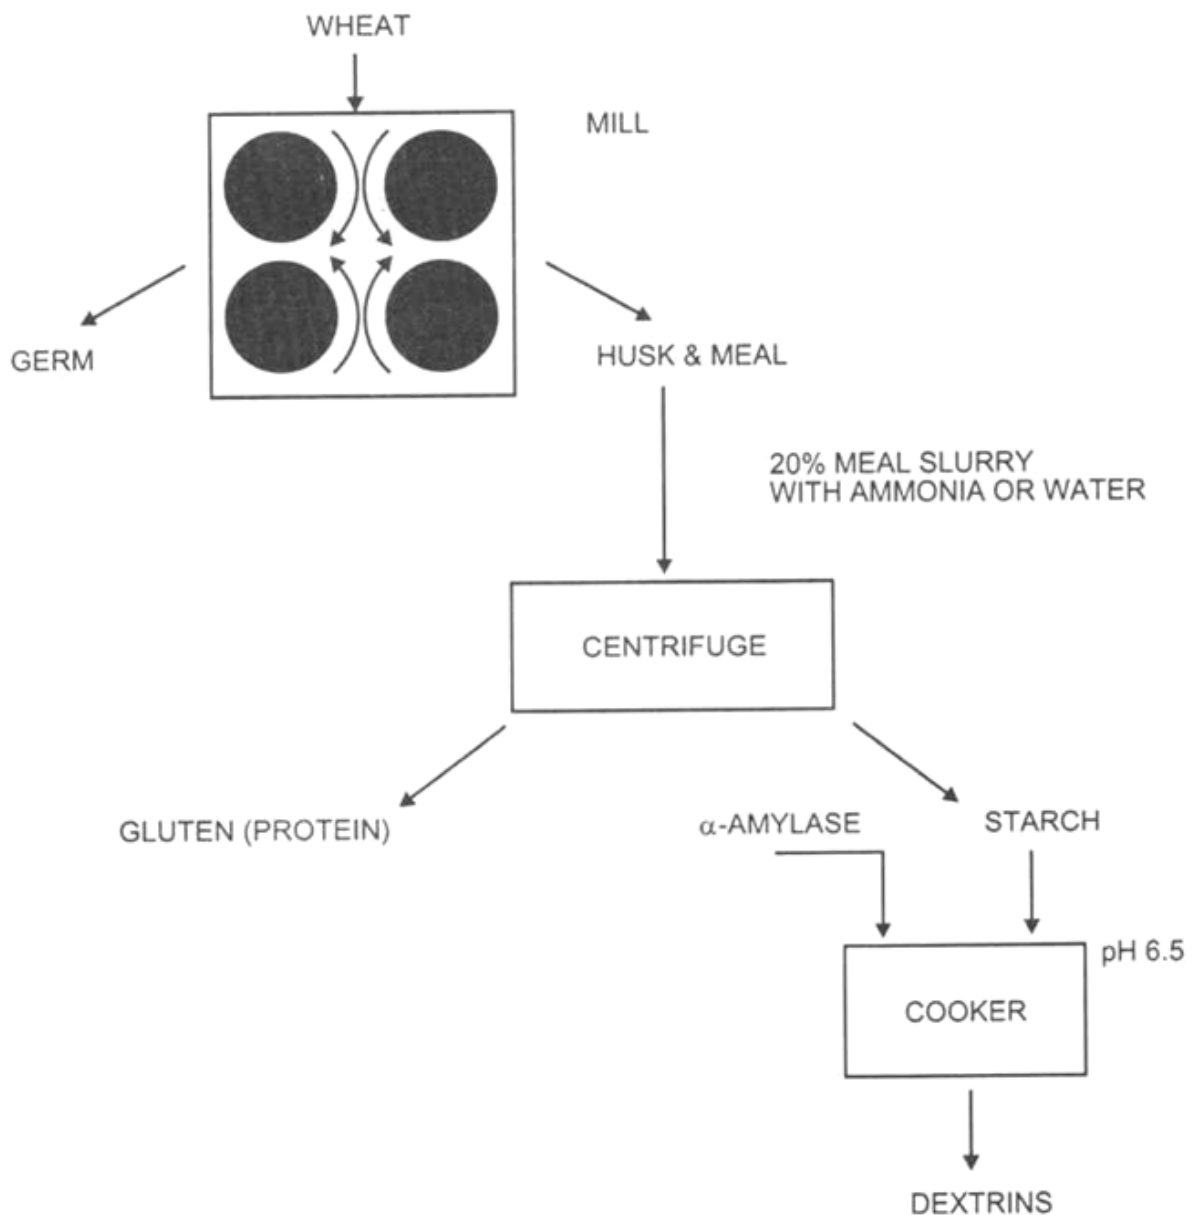 WHEAT
MILL
GERM
HUSK & MEAL
20% MEAL SLURRY
WITH AMMONIA OR WATER
CENTRIFUGE
GLUTEN (PROTEIN)
α-AMYLASE
STARCH
pH 6.5
COOKER
DEXTRINS